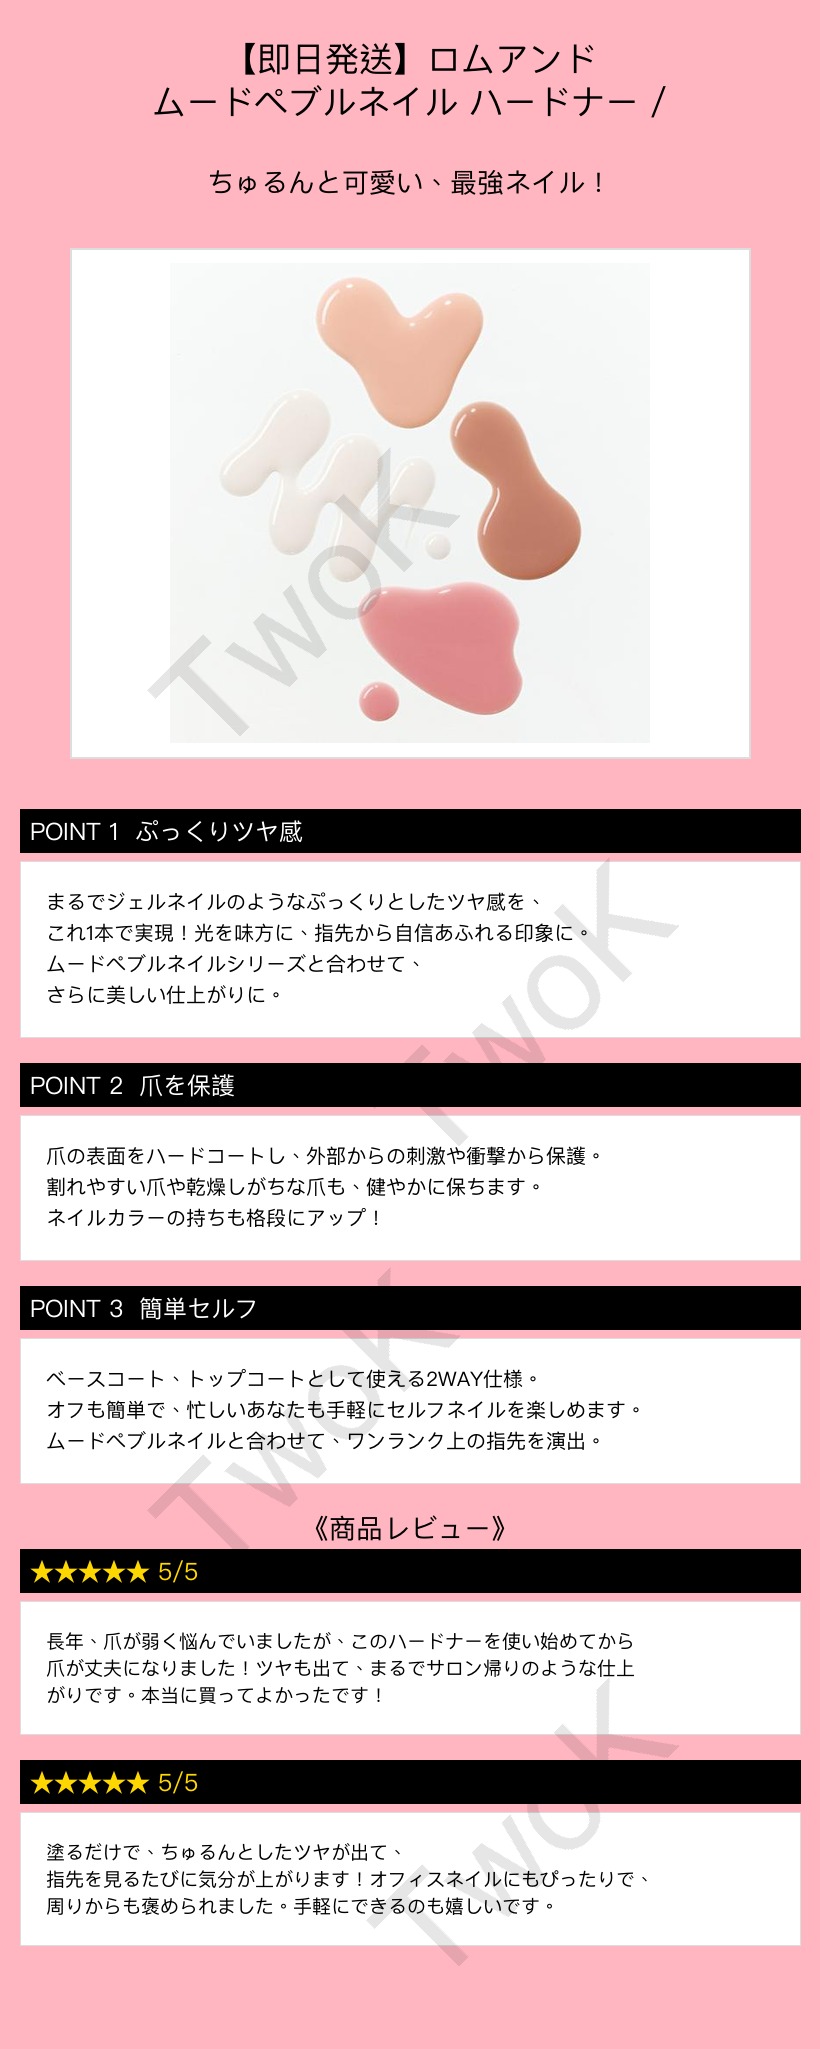 【即日発送】ロムアンド
ムードペブルネイル ハードナー /
ちゅるんと可愛い、最強ネイル！
TwoK
POINT 1 ぷっくりツヤ感
まるでジェルネイルのようなぷっくりとしたツヤ感を、
これ1本で実現！光を味方に、指先から自信あふれる印象に。
ムードペブルネイルシリーズと合わせて、
さらに美しい仕上がりに。
TwoK
POINT 2 爪を保護
爪の表面をハードコートし、外部からの刺激や衝撃から保護。
割れやすい爪や乾燥しがちな爪も、健やかに保ちます。
ネイルカラーの持ちも格段にアップ！
POINT 3 簡単セルフ
ベースコート、トップコートとして使える2WAY仕様。
オフも簡単で、忙しいあなたも手軽にセルフネイルを楽しめます。
ムードペブルネイルと合わせて、ワンランク上の指先を演出。
TwoK
《商品レビュー》
★★★★★ 5/5
長年、爪が弱く悩んでいましたが、このハードナーを使い始めてから
爪が丈夫になりました！ツヤも出て、まるでサロン帰りのような仕上
がりです。本当に買ってよかったです！
★★★★★ 5/5
塗るだけで、ちゅるんとしたツヤが出て、
指先を見るたびに気分が上がります！オフィスネイルにもぴったりで、
周りからも褒められました。手軽にできるのも嬉しいです。
TwoK